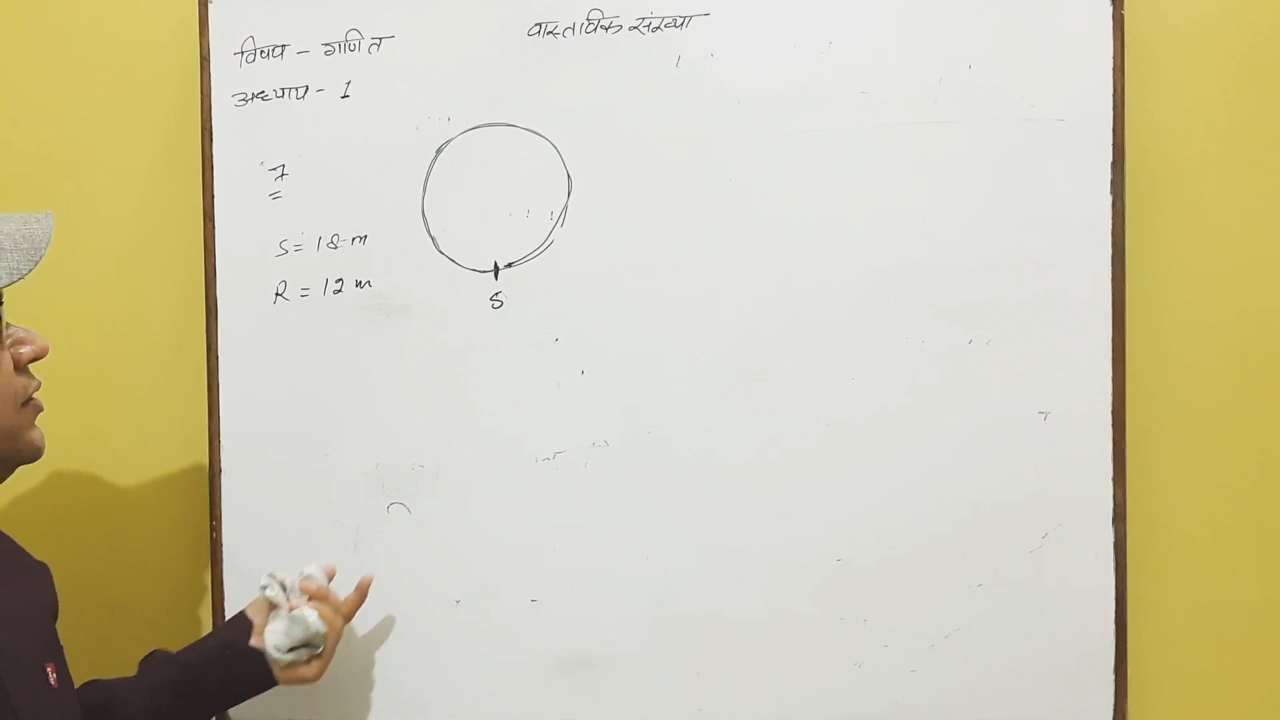 वास्तविक संख्या
विषय - गणित
अध्याय - 1
7
S = 18 m
R = 12 m
S